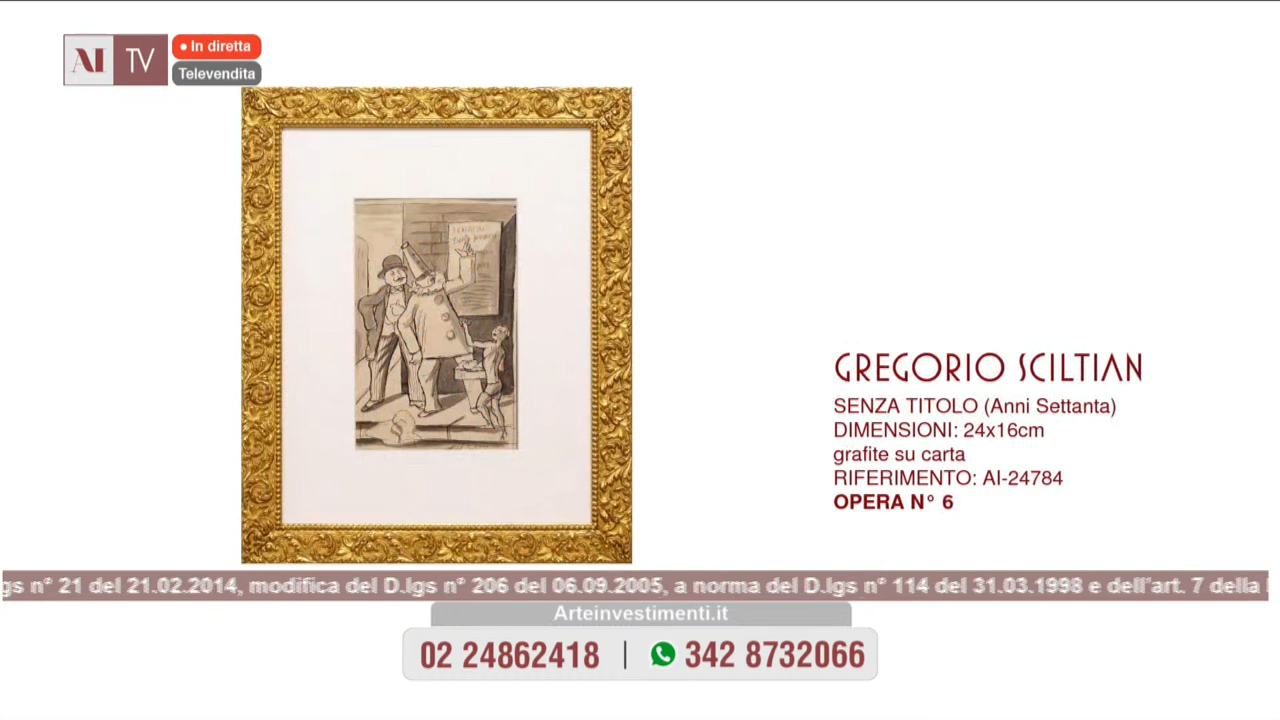 AI TV
• In diretta
Televendita
GREGORIO SCILTIAN
SENZA TITOLO (Anni Settanta)
DIMENSIONI: 24x16cm
grafite su carta
RIFERIMENTO: AI-24784
OPERA N° 6
gs n° 21 del 21.02.2014, modifica del D.lgs n° 206 del 06.09.2005, a norma del D.lgs n° 114 del 31.03.1998 e dell'art. 7 della
Arteinvestimenti.it
02 24862418 | 342 8732066